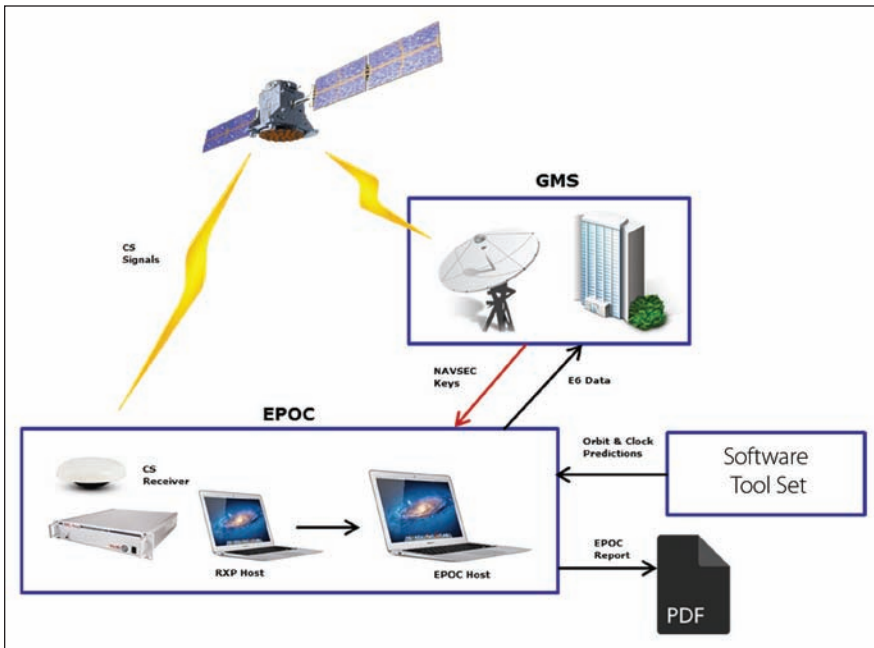 GMS
CS
Signals
NAVSEC
Keys
E6 Data
EPOC
CS
Receiver
RXP Host
EPOC Host
Orbit & Clock
Predictions
Software
Tool Set
EPOC
Report
PDF